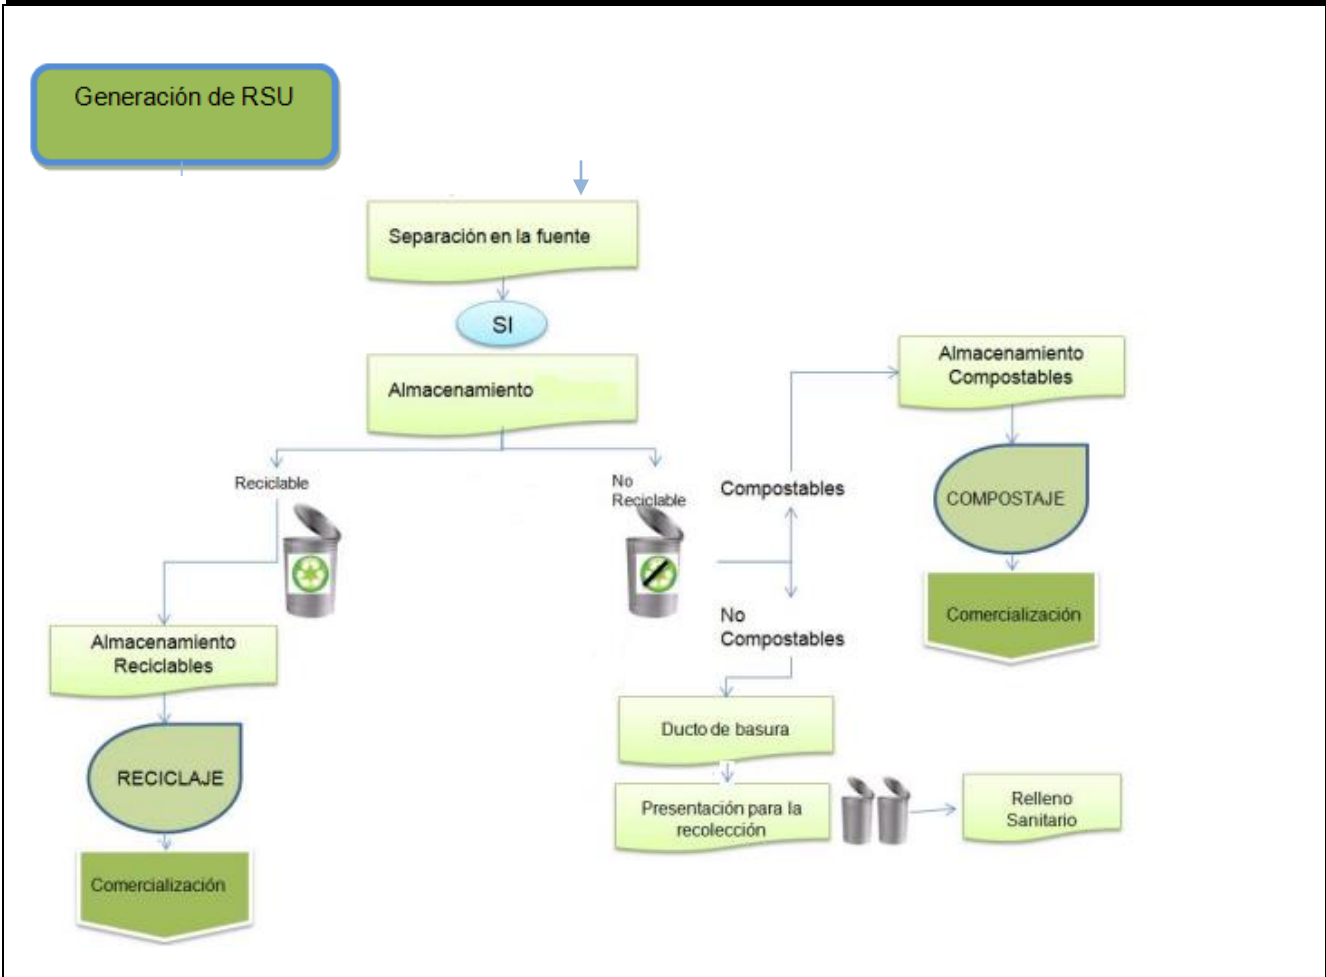 Generación de RSU
Separación en la fuente
SI
Almacenamiento
Reciclable
No
Reciclable
Compostables
Almacenamiento
Compostables
COMPOSTAJE
Comercialización
No
Compostables
Almacenamiento
Reciclables
RECICLAJE
Comercialización
Ducto de basura
Presentación para la
recolección
Relleno
Sanitario